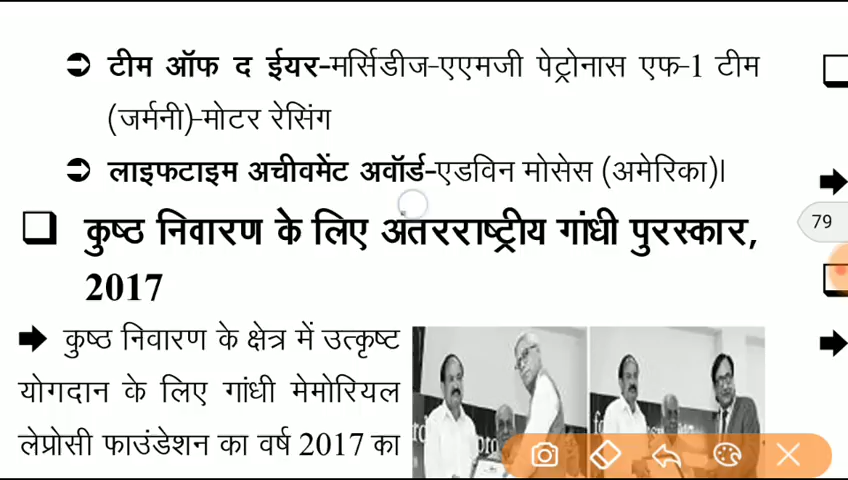 ➲ टीम ऑफ द ईयर-मर्सिडीज-एएमजी पेट्रोनास एफ-1 टीम
(जर्मनी)-मोटर रेसिंग
➲ लाइफटाइम अचीवमेंट अवॉर्ड-एडविन मोसेस (अमेरिका)।
❑ कुष्ठ निवारण के लिए अंतरराष्ट्रीय गांधी पुरस्कार,
2017
79
➡ कुष्ठ निवारण के क्षेत्र में उत्कृष्ट
योगदान के लिए गांधी मेमोरियल
लेप्रोसी फाउंडेशन का वर्ष 2017 का